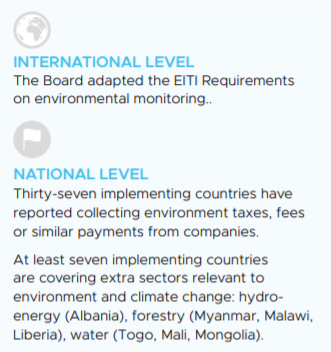 INTERNATIONAL LEVEL
The Board adapted the EITI Requirements
on environmental monitoring..
NATIONAL LEVEL
Thirty-seven implementing countries have
reported collecting environment taxes, fees
or similar payments from companies.
At least seven implementing countries
are covering extra sectors relevant to
environment and climate change: hydro-
energy (Albania), forestry (Myanmar, Malawi,
Liberia), water (Togo, Mali, Mongolia).